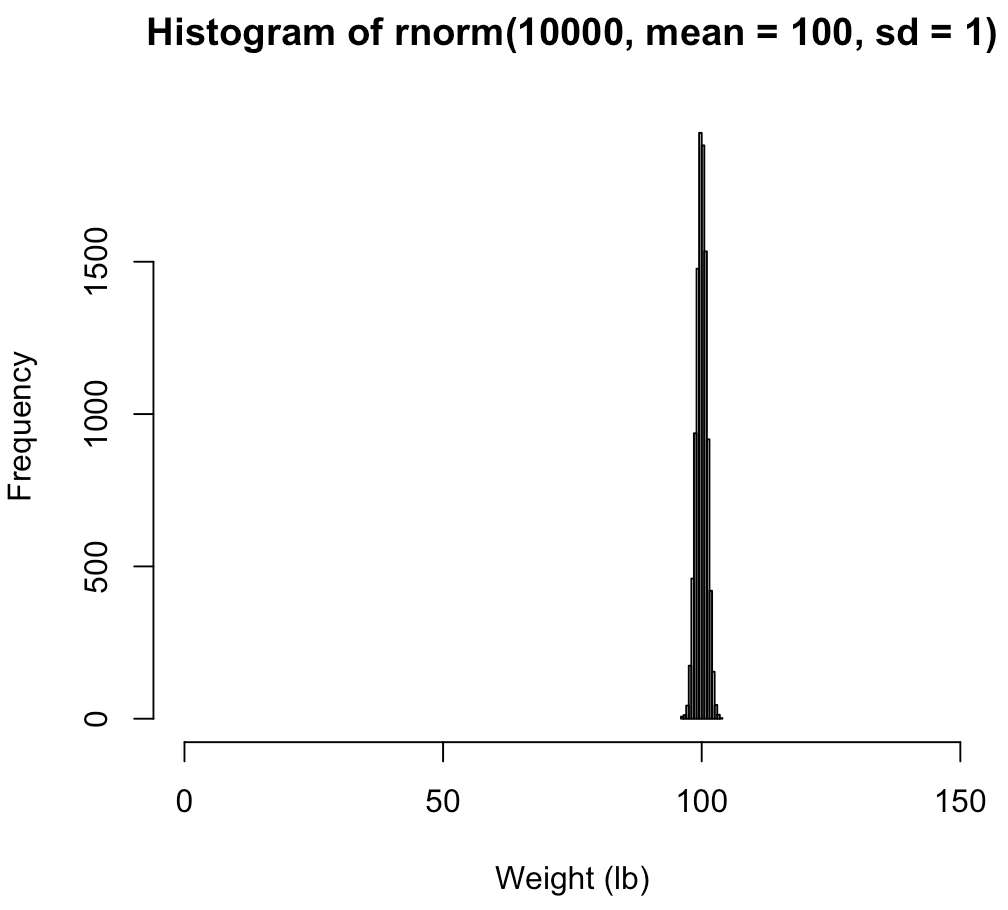 Histogram of rnorm(10000, mean = 100, sd = 1)
Frequency
1500
1000
500
0
0 50 100 150
Weight (lb)